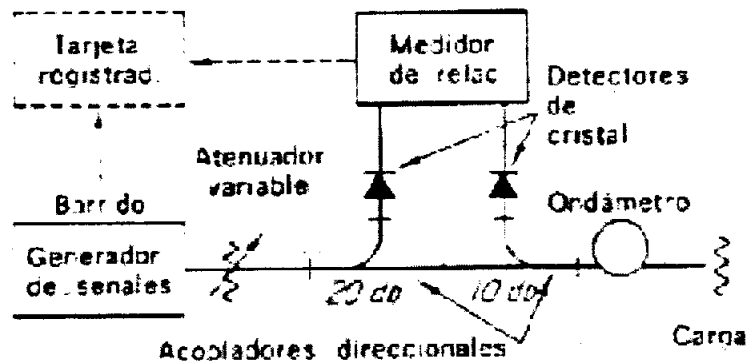 Tarjeta
registrad.
Medidor
de relac
Detectores
de
cristal
Atenuador
variable
Barrido
Ondámetro
Generador
de señales
20 db
10 db
Acopladores direccionales
Carga